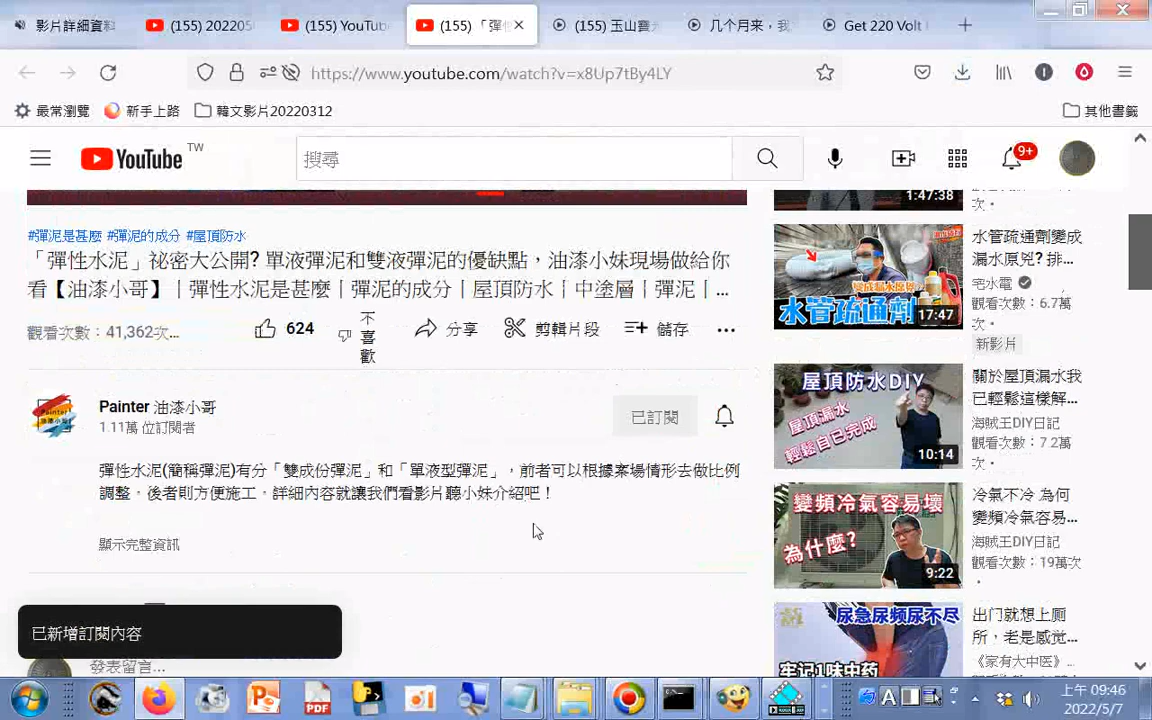 影片詳細資料
(155) 20220
(155) YouTub
(155) 「彈
(155) 玉山
几个月来，我
Get 220 Volt
https://www.youtube.com/watch?v=x8Up7tBy4LY
最常瀏覽
新手上路
韓文影片20220312
其他書籤
YouTube
TW
搜尋
9+
1:47:38
次・
#彈泥是甚麼 #彈泥的成分 #屋頂防水
「彈性水泥」祕密大公開? 單液彈泥和雙液彈泥的優缺點，油漆小妹現場做給你
看【油漆小哥】｜彈性水泥是甚麼｜彈泥的成分｜屋頂防水｜中塗層｜彈泥｜...
觀看次數：41,362次...
624
不喜歡
分享
剪輯片段
儲存
Painter 油漆小哥
1.11萬 位訂閱者
已訂閱
彈性水泥(簡稱彈泥)有分「雙成份彈泥」和「單液型彈泥」，前者可以根據案場情形去做比例
調整，後者則方便施工，詳細內容就讓我們看影片聽小妹介紹吧！
顯示完整資訊
已新增訂閱內容
發表留言...
水管疏通劑
17:47
水管疏通劑變成
漏水原兇? 排...
宅水電
觀看次數：6.7萬
次・
新影片
屋頂防水DIY
屋頂漏水
輕鬆自己完成
10:14
關於屋頂漏水我
已輕鬆這樣解...
海賊王DIY日記
觀看次數：7.2萬
次・
變頻冷氣容易壞
為什麼?
9:22
冷氣不冷 為何
變頻冷氣容易...
海賊王DIY日記
觀看次數：19萬次
・
尿急尿频尿不尽
牢记1味中药
出门就想上厕
所，老是感觉...
《家有大中医》...
上午 09:46
2022/5/7